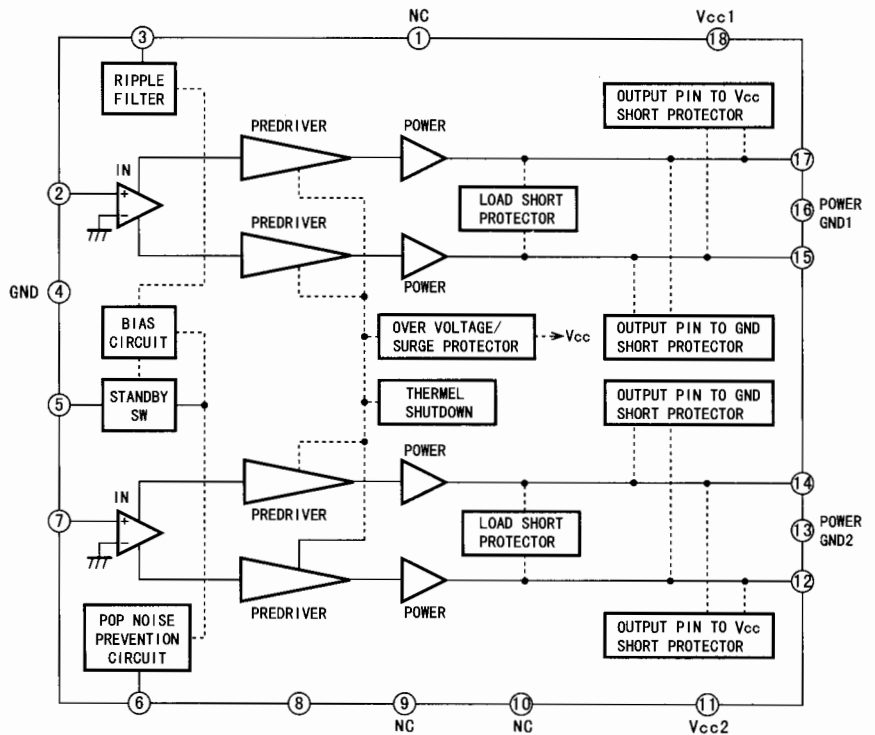 NC
Vcc1
3
1
18
RIPPLE
FILTER
OUTPUT PIN TO Vcc
SHORT PROTECTOR
PREDRIVER
POWER
17
IN
2
+
−
LOAD SHORT
PROTECTOR
16
POWER
GND1
PREDRIVER
15
POWER
GND
4
BIAS
CIRCUIT
OVER VOLTAGE/
SURGE PROTECTOR
Vcc
OUTPUT PIN TO GND
SHORT PROTECTOR
5
STANDBY
SW
THERMEL
SHUTDOWN
OUTPUT PIN TO GND
SHORT PROTECTOR
POWER
14
IN
7
+
−
PREDRIVER
LOAD SHORT
PROTECTOR
13
POWER
GND2
12
PREDRIVER
POWER
POP NOISE
PREVENTION
CIRCUIT
OUTPUT PIN TO Vcc
SHORT PROTECTOR
6
8
9
10
11
NC
NC
Vcc2